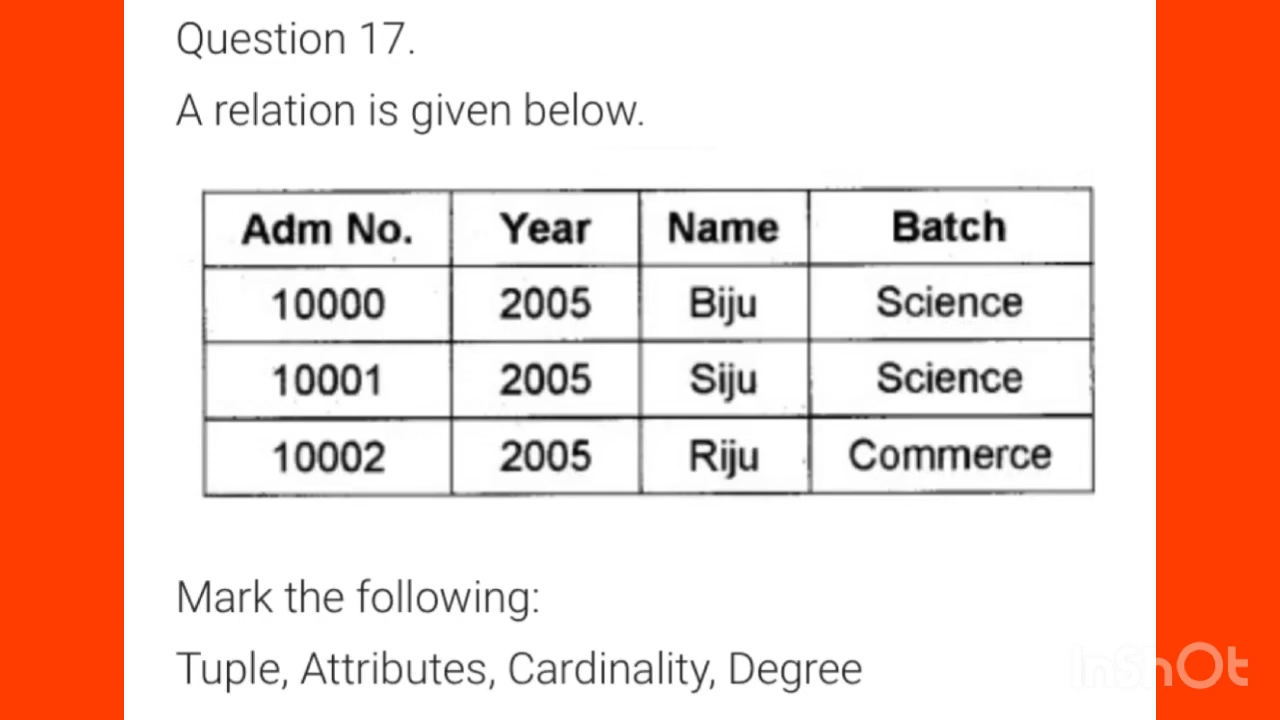 Question 17.
A relation is given below.
Adm No. Year Name Batch
10000 2005 Biju Science
10001 2005 Siju Science
10002 2005 Riju Commerce
Mark the following:
Tuple, Attributes, Cardinality, Degree
InShOt